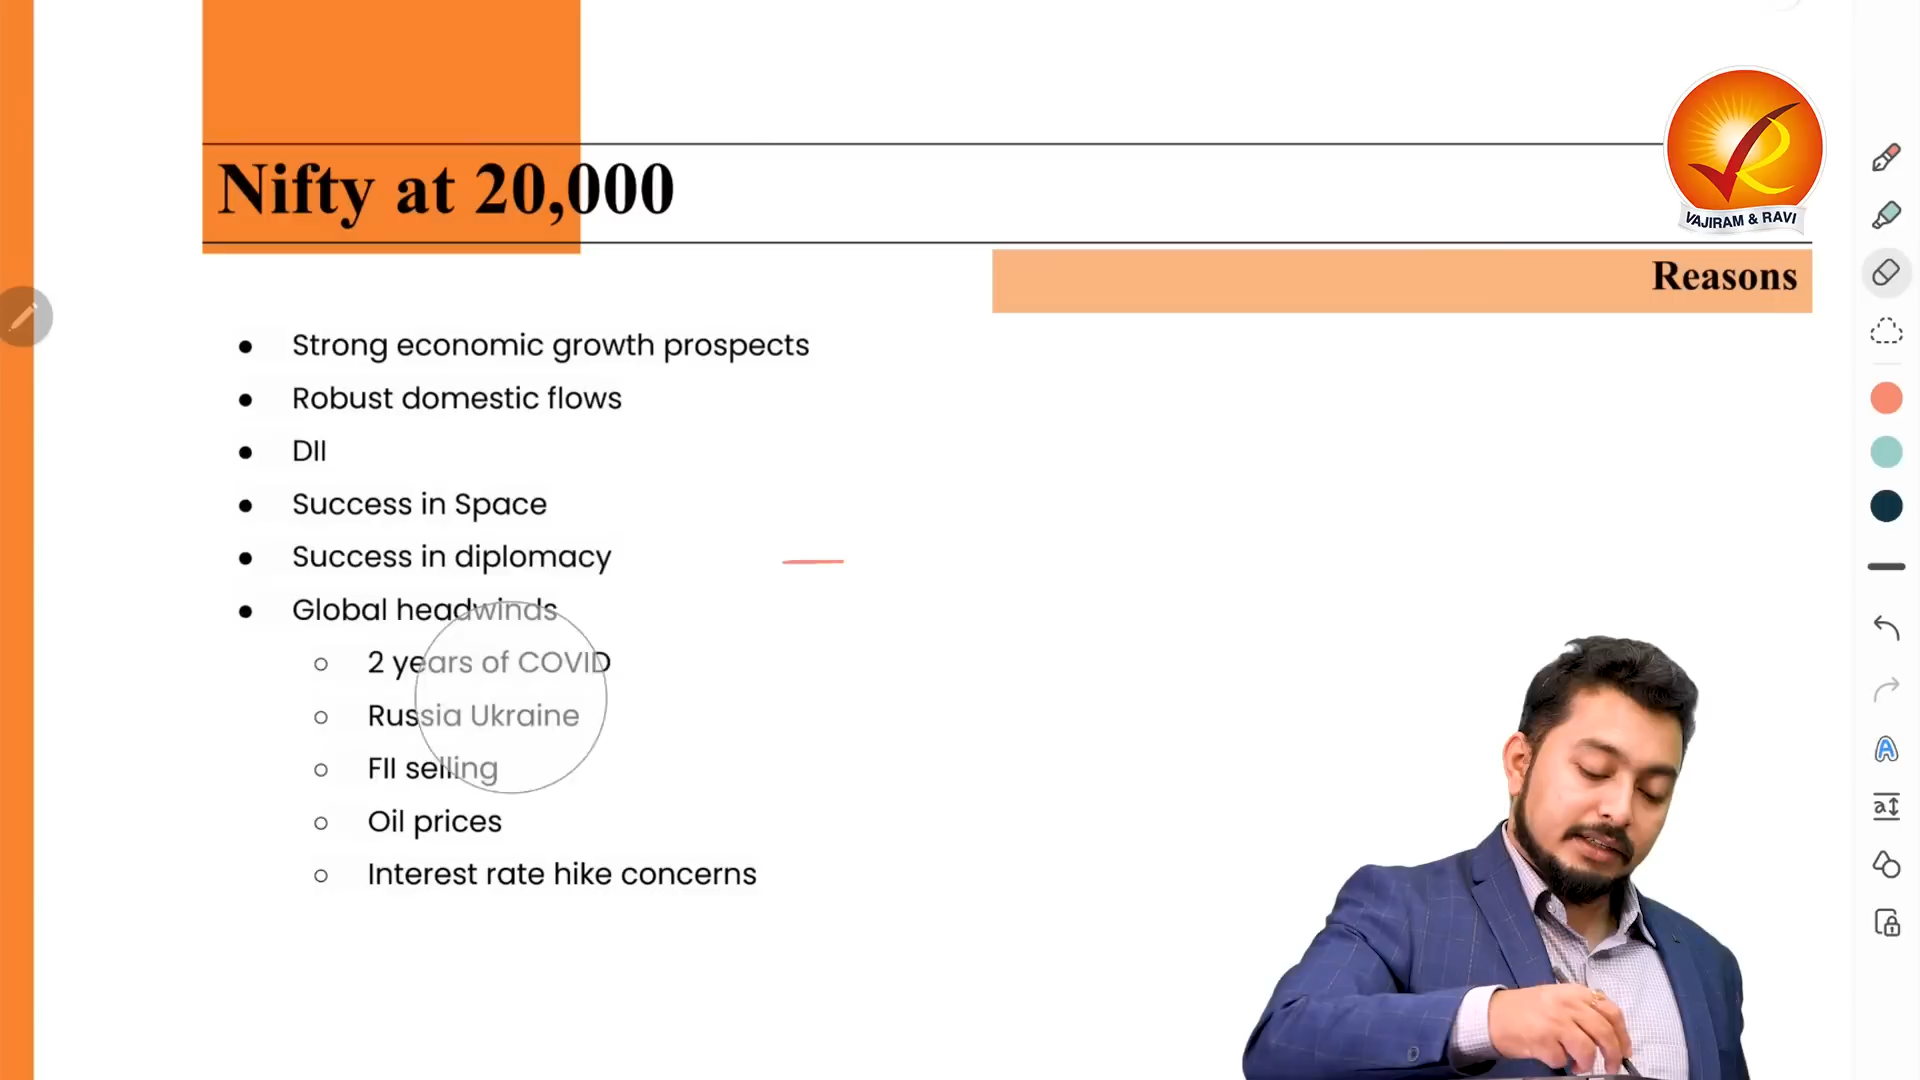 Nifty at 20,000
VAJIRAM & RAVI
Reasons
● Strong economic growth prospects
● Robust domestic flows
● DII
● Success in Space
● Success in diplomacy
● Global headwinds
○ 2 years of COVID
○ Russia Ukraine
○ FII selling
○ Oil prices
○ Interest rate hike concerns
A
a